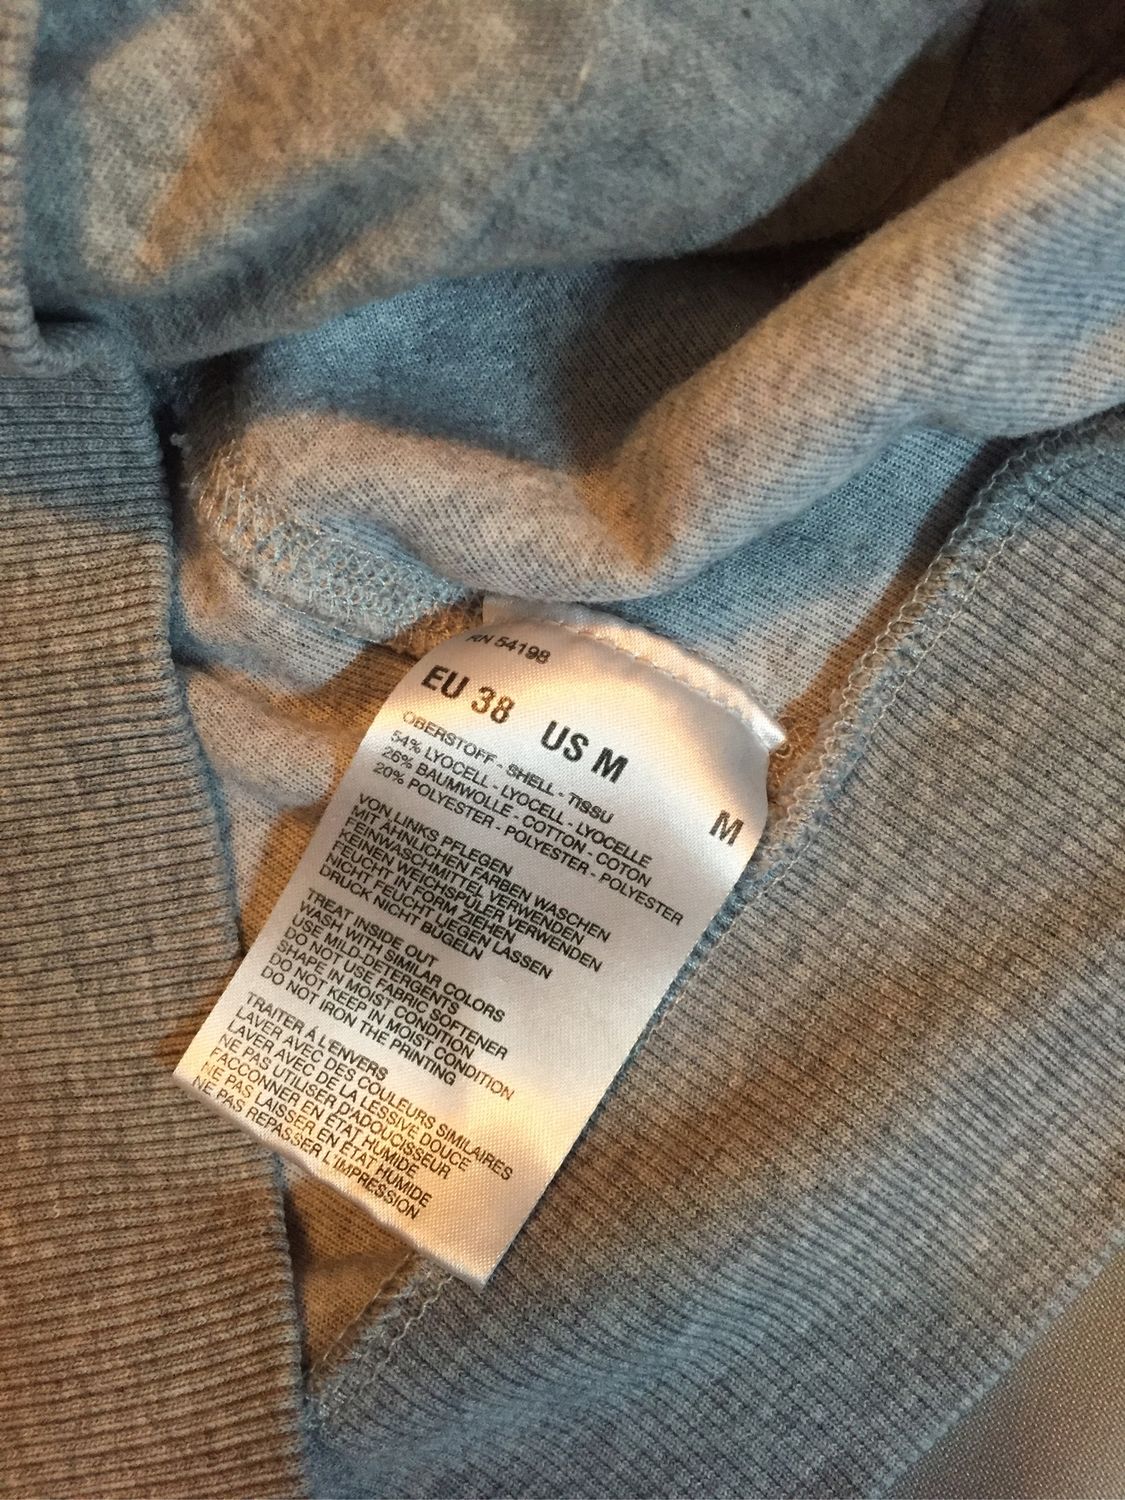 RN 54198
EU 38 US M
M
OBERSTOFF - SHELL - TISSU
54% LYOCELL - LYOCELL - LYOCELLE
26% BAUMWOLLE - COTTON - COTON
20% POLYESTER - POLYESTER - POLYESTER
VON LINKS PFLEGEN
MIT ÄHNLICHEN FARBEN WASCHEN
FEINWASCHMITTEL VERWENDEN
KEINEN WEICHSPÜLER VERWENDEN
FEUCHT IN FORM ZIEHEN
NICHT FEUCHT LIEGEN LASSEN
DRUCK NICHT BÜGELN
TREAT INSIDE OUT
WASH WITH SIMILAR COLORS
USE MILD-DETERGENTS
DO NOT USE FABRIC SOFTENER
SHAPE IN MOIST CONDITION
DO NOT KEEP IN MOIST CONDITION
DO NOT IRON THE PRINTING
TRAITER Á L'ENVERS
LAVER AVEC DES COULEURS SIMILAIRES
LAVER AVEC DE LA LESSIVE DOUCE
NE PAS UTILISER D'ADOUCISSEUR
FACCONNER EN ETAT HUMIDE
NE PAS LAISSER EN ETAT HUMIDE
NE PAS REPASSER L'IMPRESSION